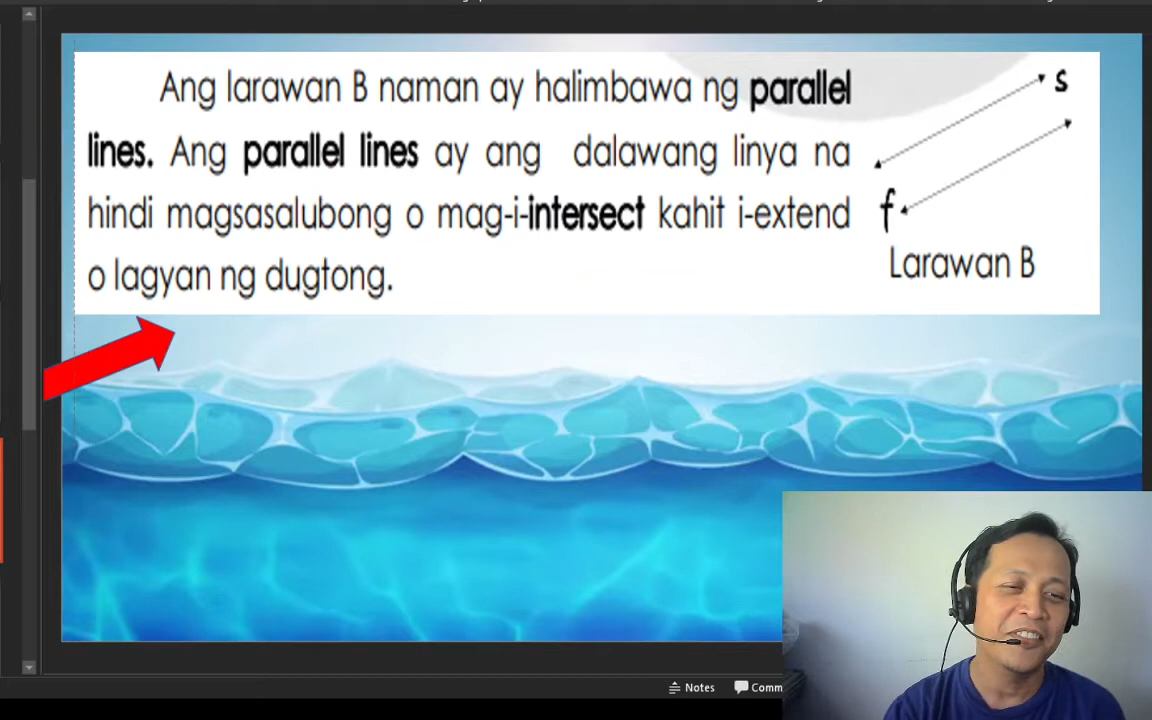 Ang larawan B naman ay halimbawa ng parallel
lines. Ang parallel lines ay ang dalawang linya na
hindi magsasalubong o mag-i-intersect kahit i-extend
o lagyan ng dugtong.
s
f
Larawan B
Notes
Comm